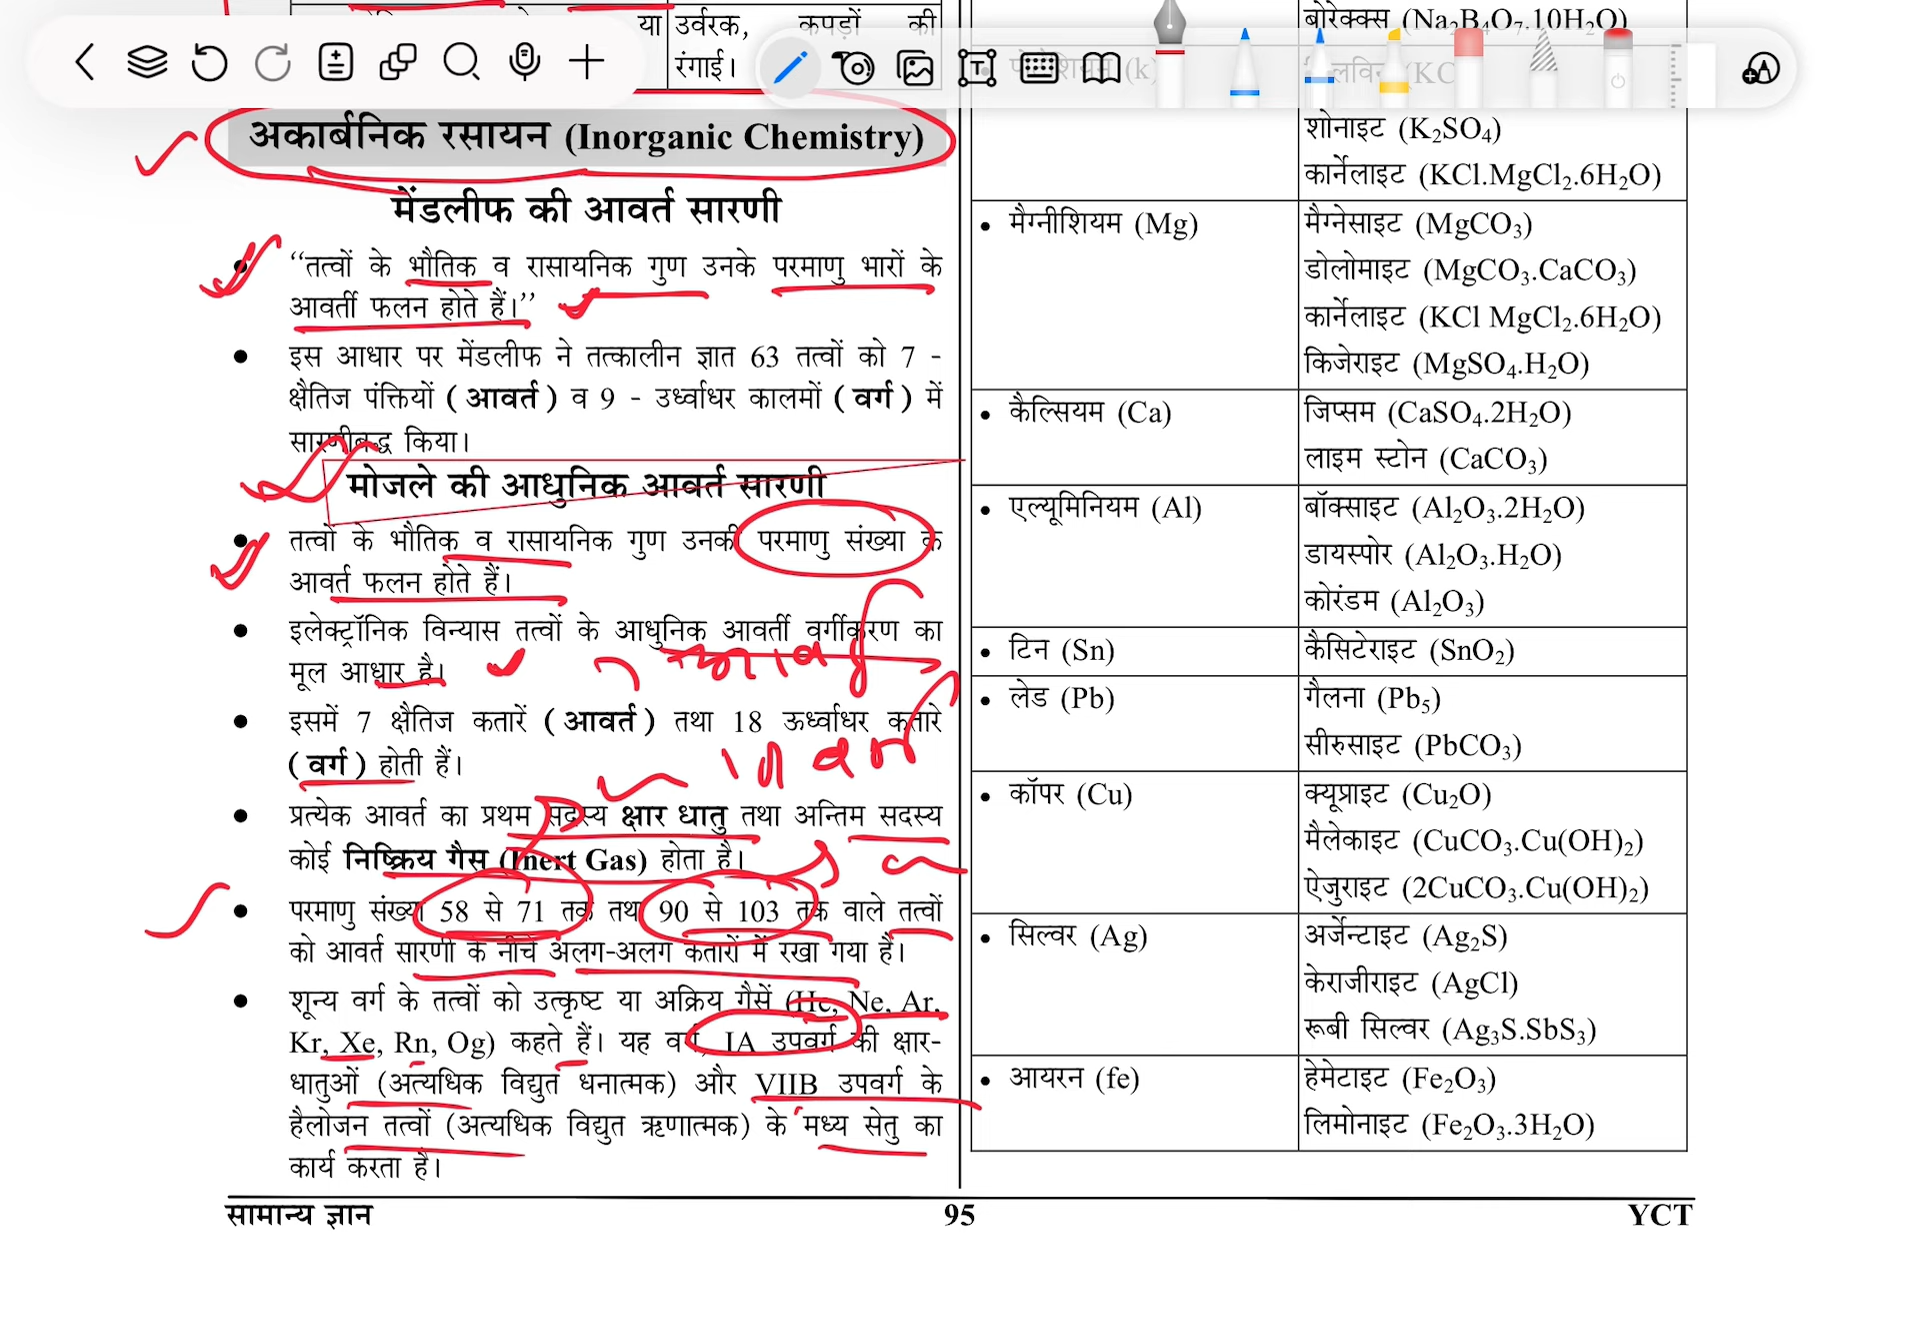 या उर्वरक, कपड़ों की
रंगाई।
अकार्बनिक रसायन (Inorganic Chemistry)
मेंडलीफ की आवर्त सारणी
● “तत्वों के भौतिक व रासायनिक गुण उनके परमाणु भारों के
आवर्ती फलन होते हैं।”
● इस आधार पर मेंडलीफ ने तत्कालीन ज्ञात 63 तत्वों को 7 -
क्षैतिज पंक्तियों (आवर्त) व 9 - उर्ध्वाधर कालमों (वर्ग) में
सारणीबद्ध किया।
मोजले की आधुनिक आवर्त सारणी
● तत्वों के भौतिक व रासायनिक गुण उनकी परमाणु संख्या के
आवर्त फलन होते हैं।
● इलेक्ट्रॉनिक विन्यास तत्वों के आधुनिक आवर्ती वर्गीकरण का
मूल आधार है।
● इसमें 7 क्षैतिज कतारें (आवर्त) तथा 18 ऊर्ध्वाधर कतारे
(वर्ग) होती हैं।
● प्रत्येक आवर्त का प्रथम सदस्य क्षार धातु तथा अन्तिम सदस्य
कोई निष्क्रिय गैस (Inert Gas) होता है।
● परमाणु संख्या 58 से 71 तक तथ 90 से 103 तक वाले तत्वों
को आवर्त सारणी के नीचे अलग-अलग कतारों में रखा गया है।
● शून्य वर्ग के तत्वों को उत्कृष्ट या अक्रिय गैसें (He, Ne, Ar,
Kr, Xe, Rn, Og) कहते हैं। यह वर्ग, IA उपवर्ग की क्षार-
धातुओं (अत्यधिक विद्युत धनात्मक) और VIIB उपवर्ग के
हैलोजन तत्वों (अत्यधिक विद्युत ऋणात्मक) के मध्य सेतु का
कार्य करता है।
बोरेक्क्स (Na₂B₄O₇.10H₂O)
(k)
(KC
शोनाइट (K₂SO₄)
कार्नेलाइट (KCl.MgCl₂.6H₂O)
• मैग्नीशियम (Mg) मैग्नेसाइट (MgCO₃)
डोलोमाइट (MgCO₃.CaCO₃)
कार्नेलाइट (KCl MgCl₂.6H₂O)
किजेराइट (MgSO₄.H₂O)
• कैल्सियम (Ca) जिप्सम (CaSO₄.2H₂O)
लाइम स्टोन (CaCO₃)
• एल्यूमिनियम (Al) बॉक्साइट (Al₂O₃.2H₂O)
डायस्पोर (Al₂O₃.H₂O)
कोरंडम (Al₂O₃)
• टिन (Sn) कैसिटेराइट (SnO₂)
• लेड (Pb) गैलना (Pb₅)
सीरुसाइट (PbCO₃)
• कॉपर (Cu) क्यूप्राइट (Cu₂O)
मैलेकाइट (CuCO₃.Cu(OH)₂)
ऐजुराइट (2CuCO₃.Cu(OH)₂)
• सिल्वर (Ag) अर्जेन्टाइट (Ag₂S)
केराजीराइट (AgCl)
रूबी सिल्वर (Ag₃S.SbS₃)
• आयरन (fe) हेमेटाइट (Fe₂O₃)
लिमोनाइट (Fe₂O₃.3H₂O)
सामान्य ज्ञान 95 YCT